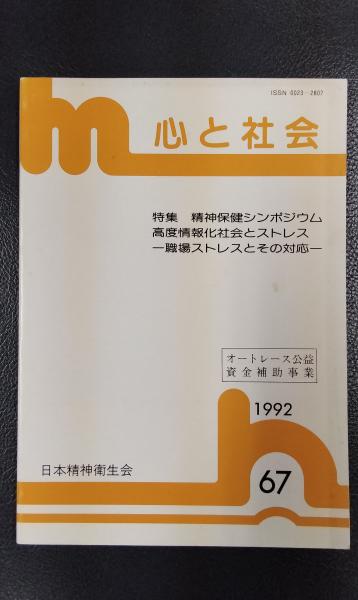 ISSN 0023-2807
心と社会
特集 精神保健シンポジウム
高度情報化社会とストレス
―職場ストレスとその対応―
オートレース公益
資金補助事業
1992
67
日本精神衛生会